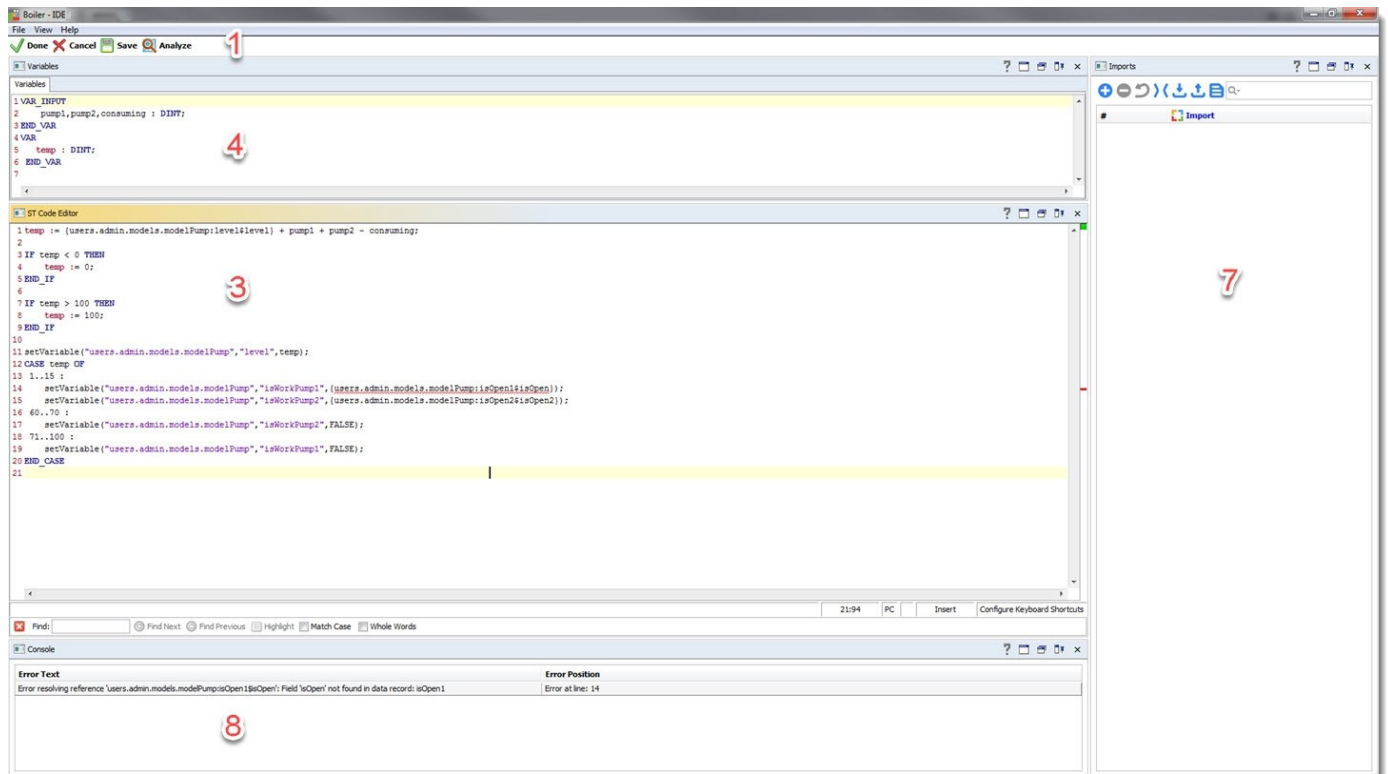 Boiler - IDE
File View Help
Done Cancel Save Analyze
1
Variables
Variables
1 VAR_INPUT
2 pump1,pump2,consuming : DINT;
3 END_VAR
4 VAR
5 temp : DINT;
6 END_VAR
7
4
ST Code Editor
1 temp := {users.admin.models.modelPump:level$level} + pump1 + pump2 - consuming;
2
3 IF temp < 0 THEN
4 temp := 0;
5 END_IF
6
7 IF temp > 100 THEN
8 temp := 100;
9 END_IF
10
11 setVariable("users.admin.models.modelPump","level",temp);
12 CASE temp OF
13 1..15 :
14 setVariable("users.admin.models.modelPump","isWorkPump1",{users.admin.models.modelPump:isOpen1$isOpen});
15 setVariable("users.admin.models.modelPump","isWorkPump2",{users.admin.models.modelPump:isOpen2$isOpen2});
16 60..70 :
17 setVariable("users.admin.models.modelPump","isWorkPump2",FALSE);
18 71..100 :
19 setVariable("users.admin.models.modelPump","isWorkPump1",FALSE);
20 END_CASE
21
3
21:94 PC Insert Configure Keyboard Shortcuts
Find: Find Next Find Previous Highlight Match Case Whole Words
Console
Error Text Error Position
Error resolving reference 'users.admin.models.modelPump:isOpen1$isOpen': Field 'isOpen' not found in data record: isOpen1 Error at line: 14
8
Imports
# Import
7